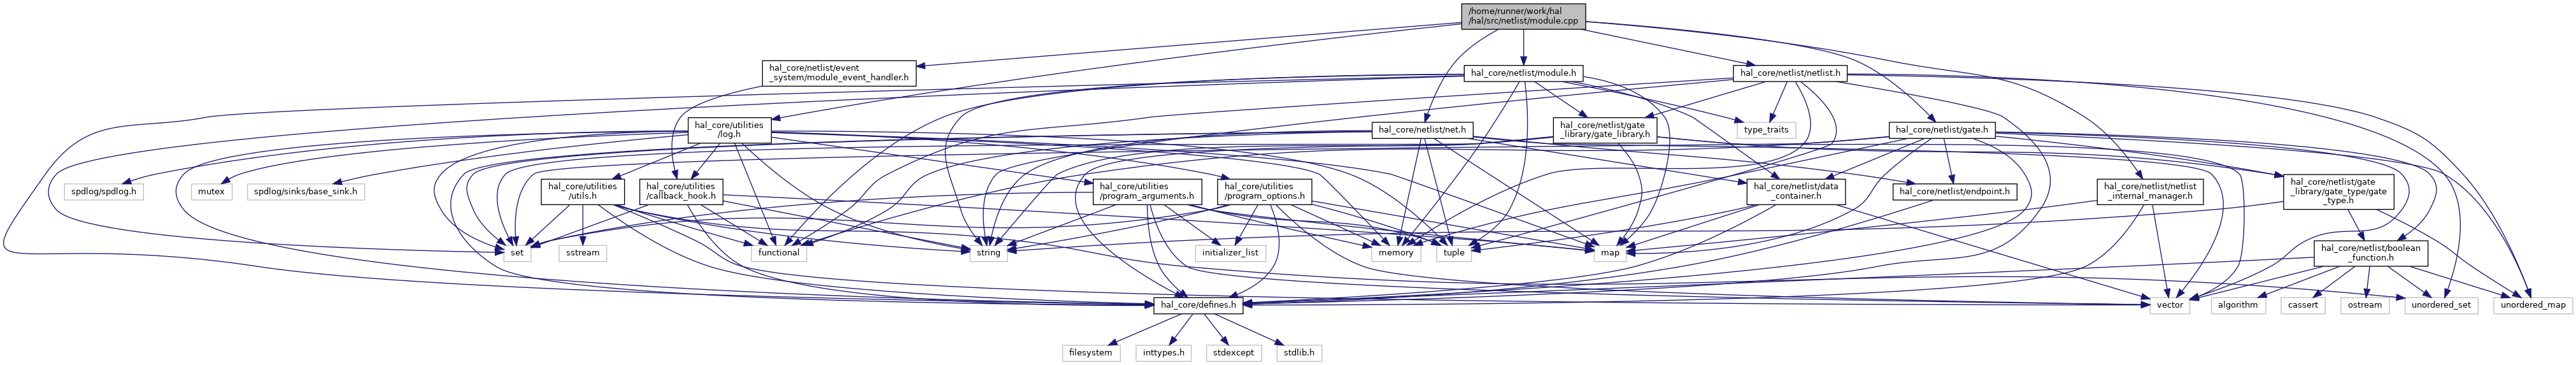 /home/runner/work/hal
/hal/src/netlist/module.cpp
hal_core/netlist/event
_system/module_event_handler.h
hal_core/netlist/module.h
hal_core/netlist/netlist.h
hal_core/utilities
/log.h
hal_core/netlist/net.h
hal_core/netlist/gate
_library/gate_library.h
type_traits
hal_core/netlist/gate.h
spdlog/spdlog.h
mutex
spdlog/sinks/base_sink.h
hal_core/utilities
/utils.h
hal_core/utilities
/callback_hook.h
hal_core/utilities
/program_arguments.h
hal_core/utilities
/program_options.h
hal_core/netlist/data
_container.h
hal_core/netlist/endpoint.h
hal_core/netlist/netlist
_internal_manager.h
hal_core/netlist/gate
_library/gate_type/gate
_type.h
set
sstream
functional
string
initializer_list
memory
tuple
map
hal_core/netlist/boolean
_function.h
hal_core/defines.h
vector
algorithm
cassert
ostream
unordered_set
unordered_map
filesystem
inttypes.h
stdexcept
stdlib.h